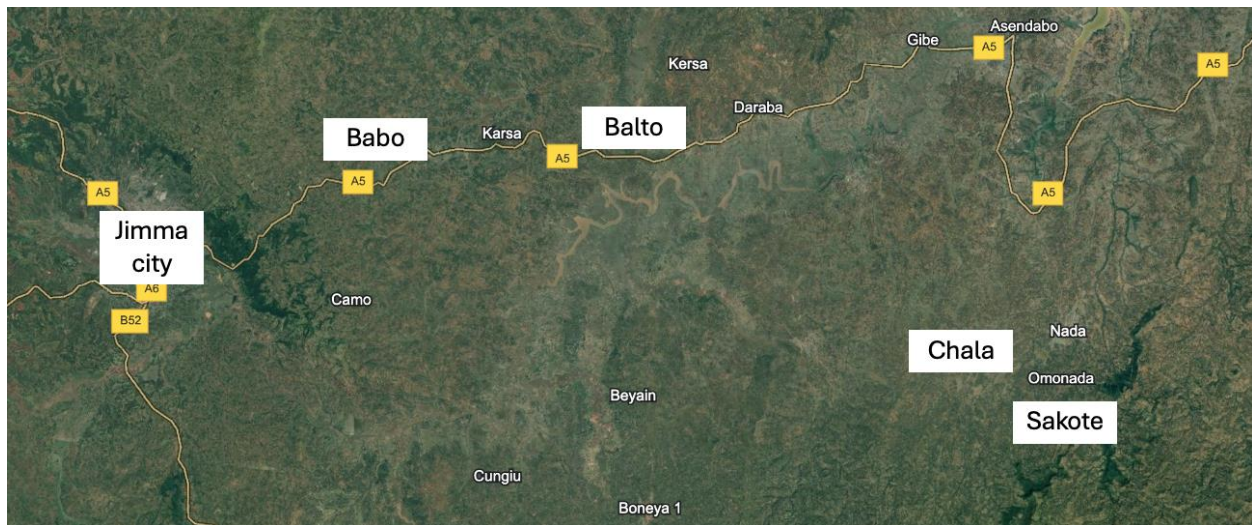 Asendabo
Gibe
A5
A5
Kersa
Daraba
Balto
Babo
Karsa
A5
A5
A5
A5
Jimma
city
A6
Camo
B52
Nada
Chala
Omonada
Beyain
Sakote
Cungiu
Boneya 1